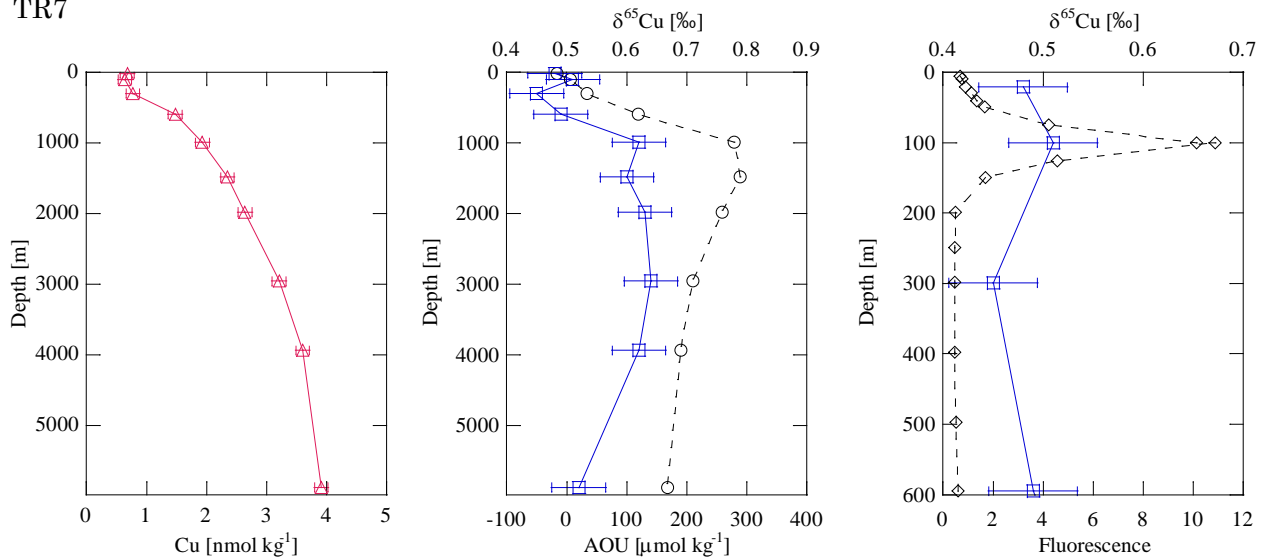 TR7
0
1000
2000
3000
4000
5000
Depth [m]
0 1 2 3 4 5
Cu [nmol kg-1]
δ65Cu [‰]
0.4 0.5 0.6 0.7 0.8 0.9
0
1000
2000
3000
4000
5000
Depth [m]
-100 0 100 200 300 400
AOU [μmol kg-1]
δ65Cu [‰]
0.4 0.5 0.6 0.7
0
100
200
300
400
500
600
Depth [m]
0 2 4 6 8 10 12
Fluorescence